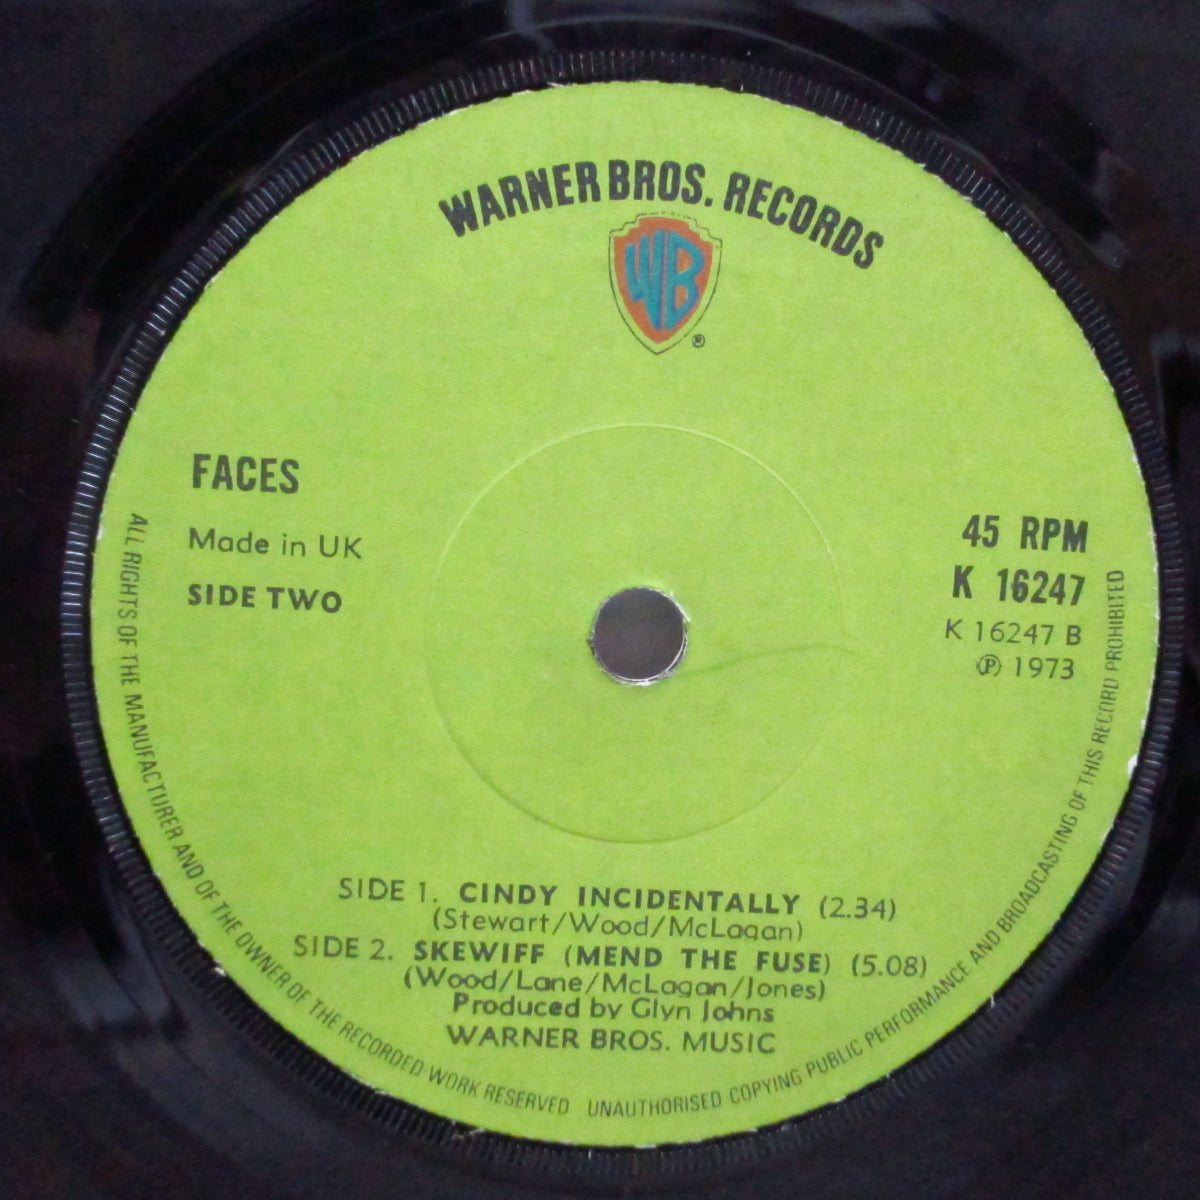 WARNER BROS. RECORDS
WB
®
FACES
Made in UK
SIDE TWO
45 RPM
K 16247
K 16247 B
Ⓟ 1973
SIDE 1. CINDY INCIDENTALLY (2.34)
(Stewart/Wood/McLagan)
SIDE 2. SKEWIFF (MEND THE FUSE) (5.08)
(Wood/Lane/McLagan/Jones)
Produced by Glyn Johns
WARNER BROS. MUSIC
ALL RIGHTS OF THE MANUFACTURER AND OF THE OWNER OF THE RECORDED WORK RESERVED UNAUTHORISED COPYING PUBLIC PERFORMANCE AND BROADCASTING OF THIS RECORD PROHIBITED